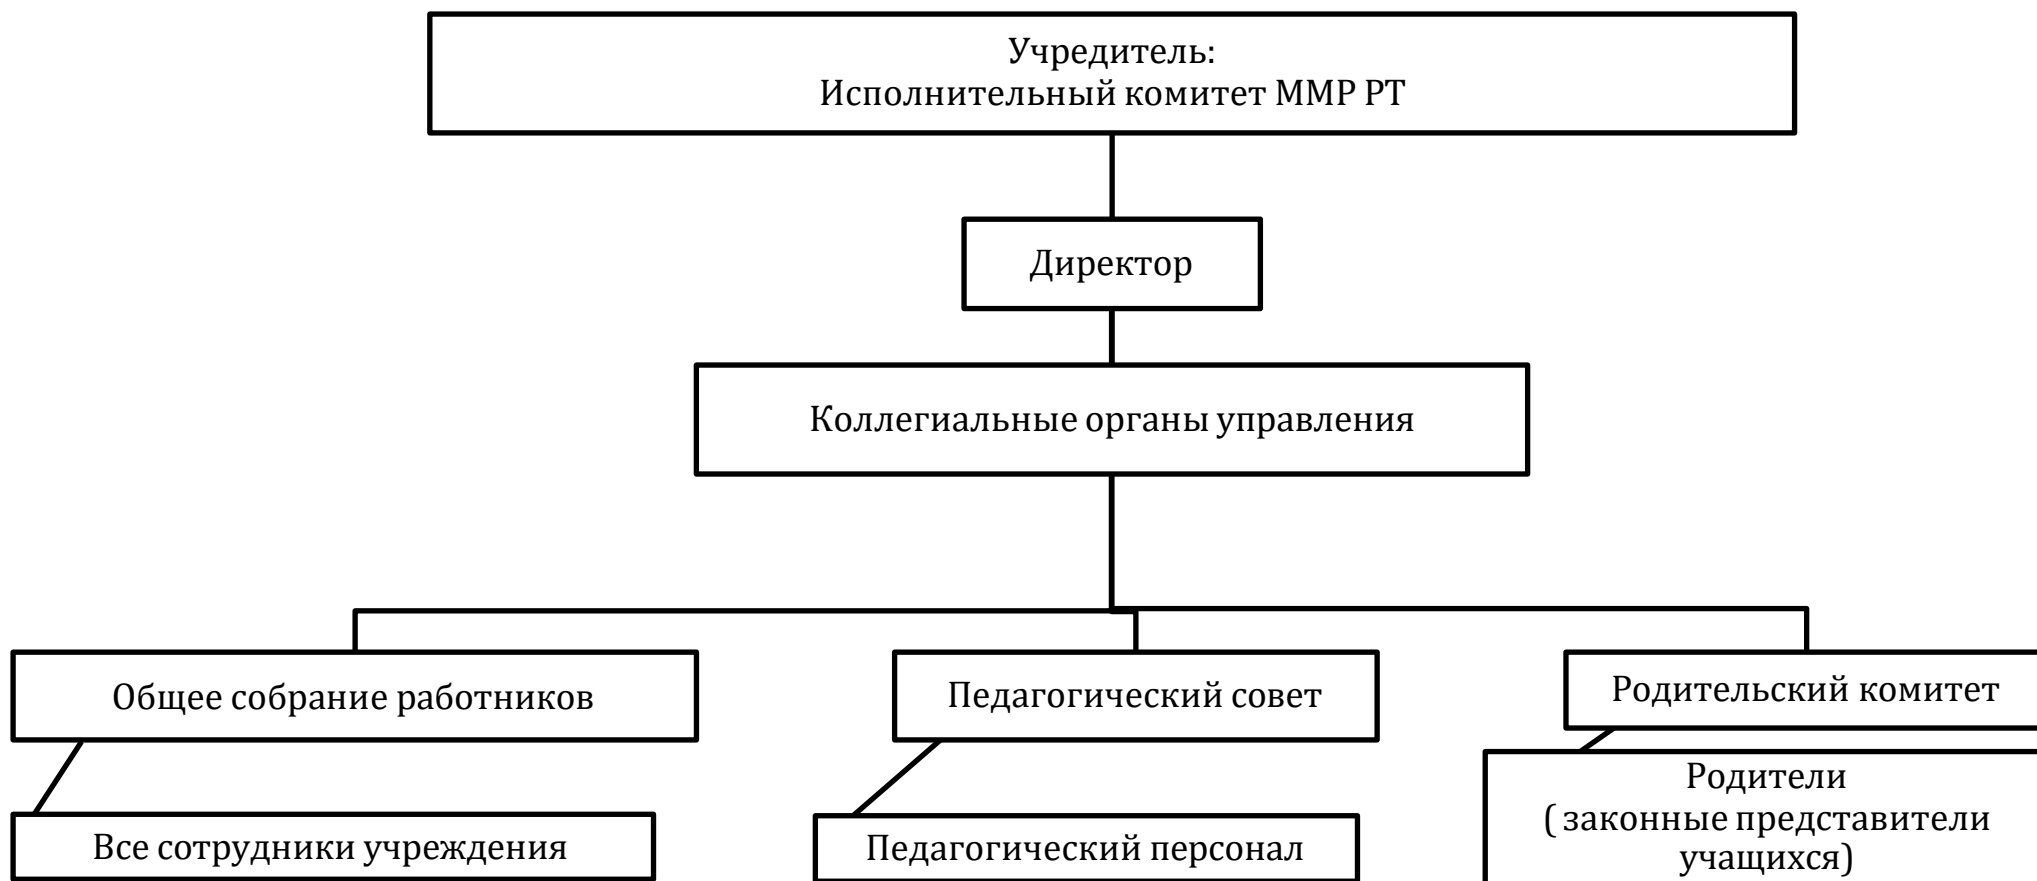 Учредитель:
Исполнительный комитет ММР РТ
Директор
Коллегиальные органы управления
Общее собрание работников
Педагогический совет
Родительский комитет
Все сотрудники учреждения
Педагогический персонал
Родители
( законные представители
учащихся)